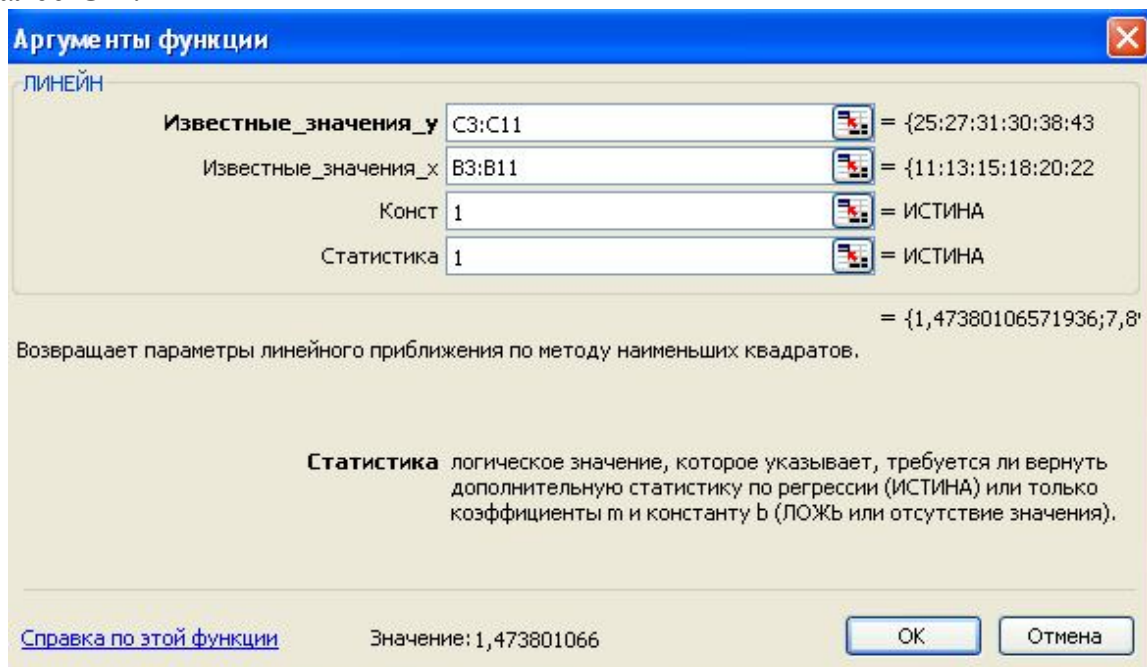 Аргументы функции
ЛИНЕЙН
Известные_значения_y C3:C11 = {25:27:31:30:38:43
Известные_значения_x B3:B11 = {11:13:15:18:20:22
Конст 1 = ИСТИНА
Статистика 1 = ИСТИНА
= {1,47380106571936;7,8
Возвращает параметры линейного приближения по методу наименьших квадратов.
Статистика логическое значение, которое указывает, требуется ли вернуть
дополнительную статистику по регрессии (ИСТИНА) или только
коэффициенты m и константу b (ЛОЖЬ или отсутствие значения).
Справка по этой функции Значение: 1,473801066 ОК Отмена